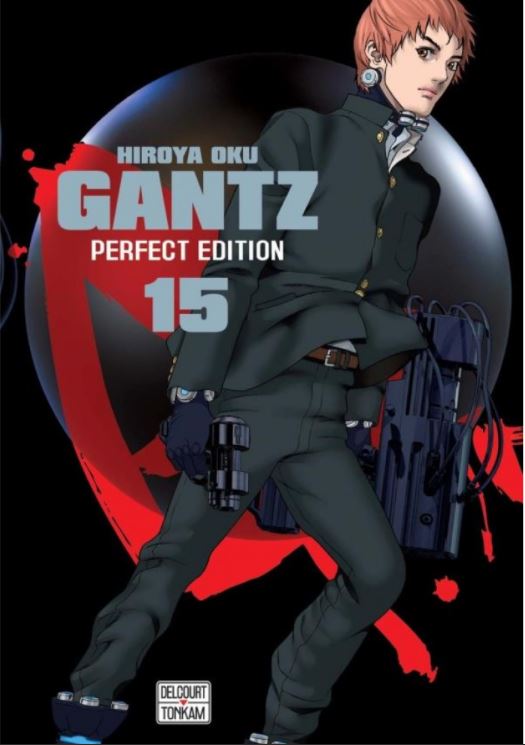 HIROYA OKU
GANTZ
PERFECT EDITION
15
DELCOURT
TONKAM